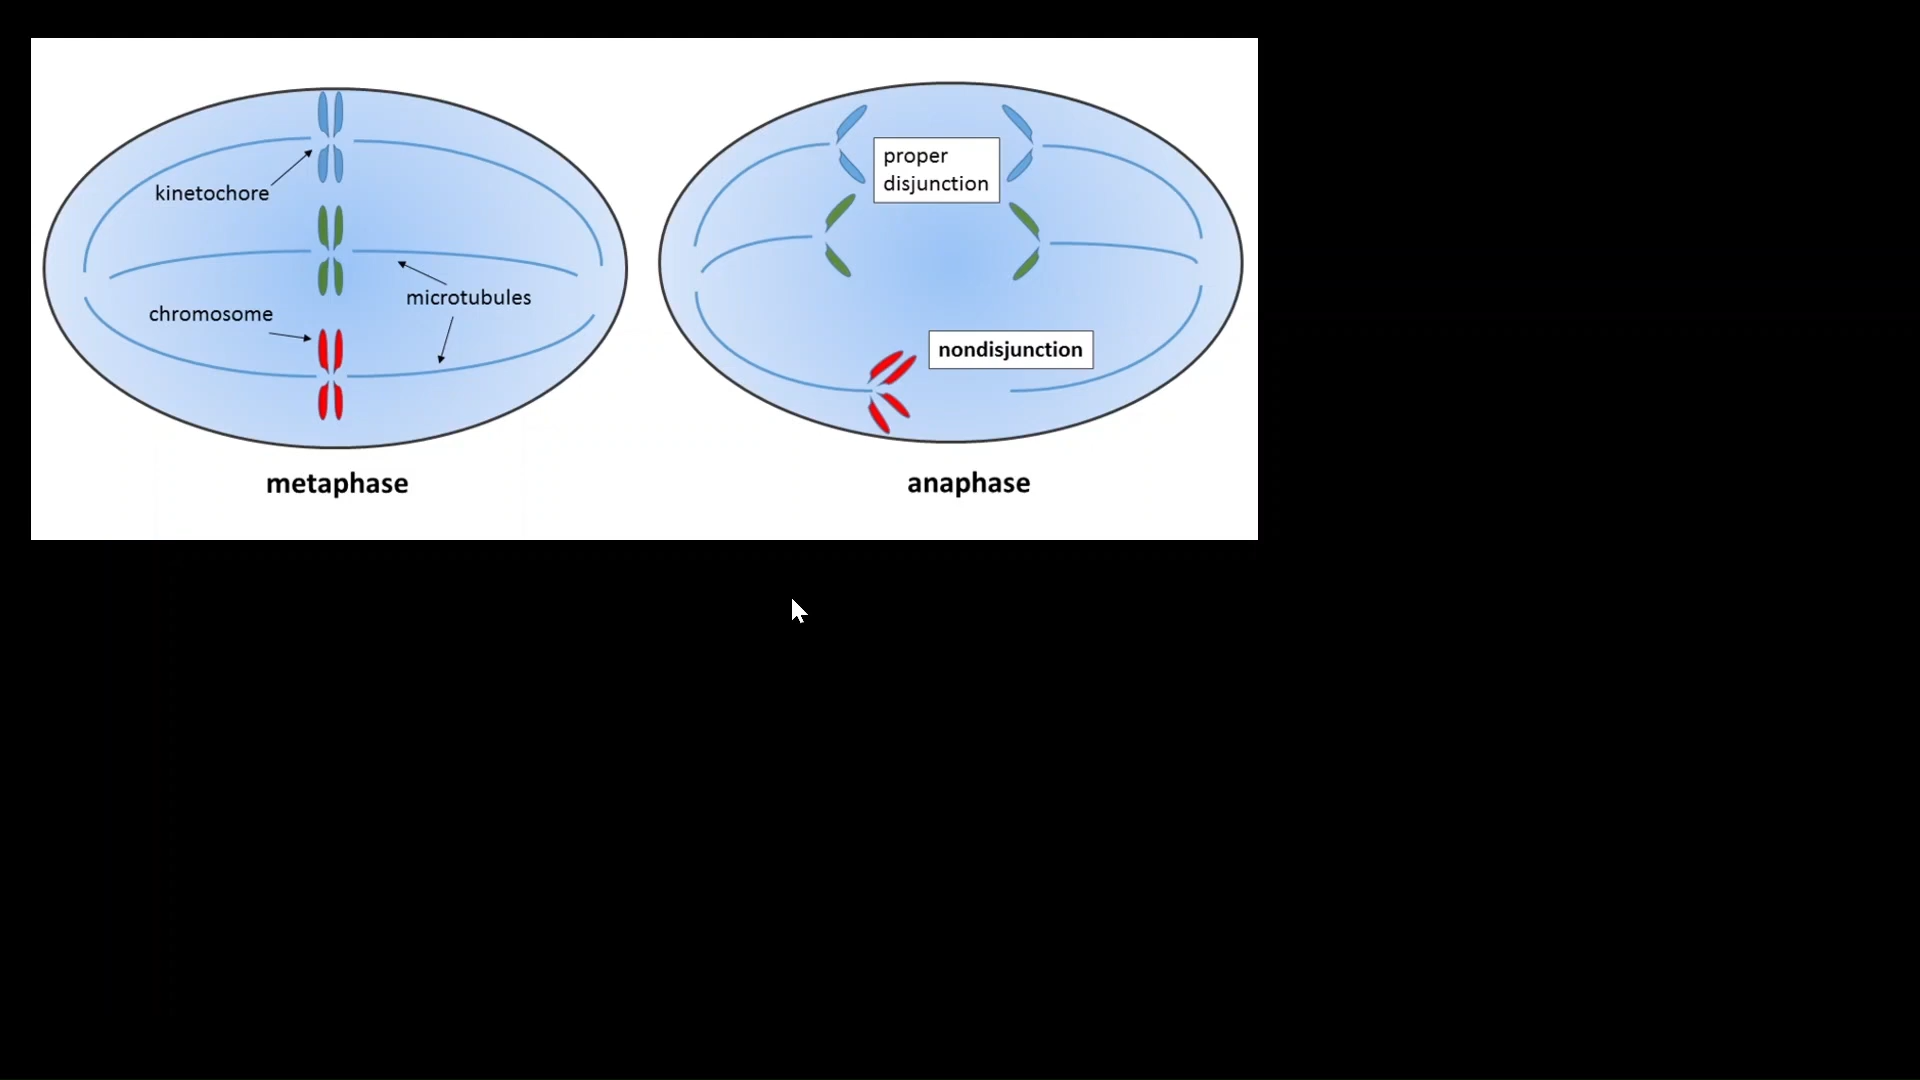 kinetochore
chromosome
microtubules
metaphase
proper
disjunction
nondisjunction
anaphase